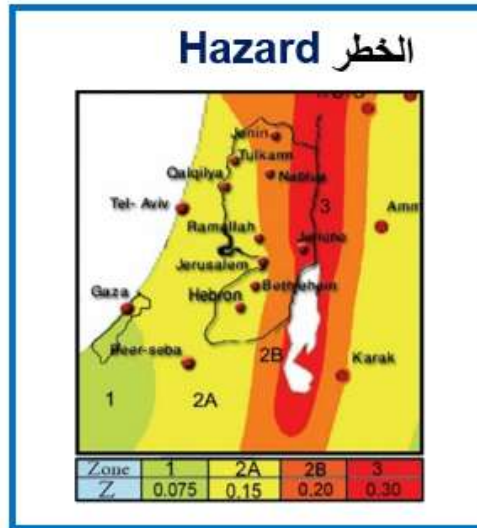 Hazard الخطر
Jenin
Tulkarm
Nablus
Qalqilya
3
Tel-Aviv
Amm
Ramallah
Jericho
Jerusalem
Bethlehem
Gaza
Hebron
Beer-seba
2B
Karak
1
2A
Zone 1 2A 2B 3
Z 0.075 0.15 0.20 0.30